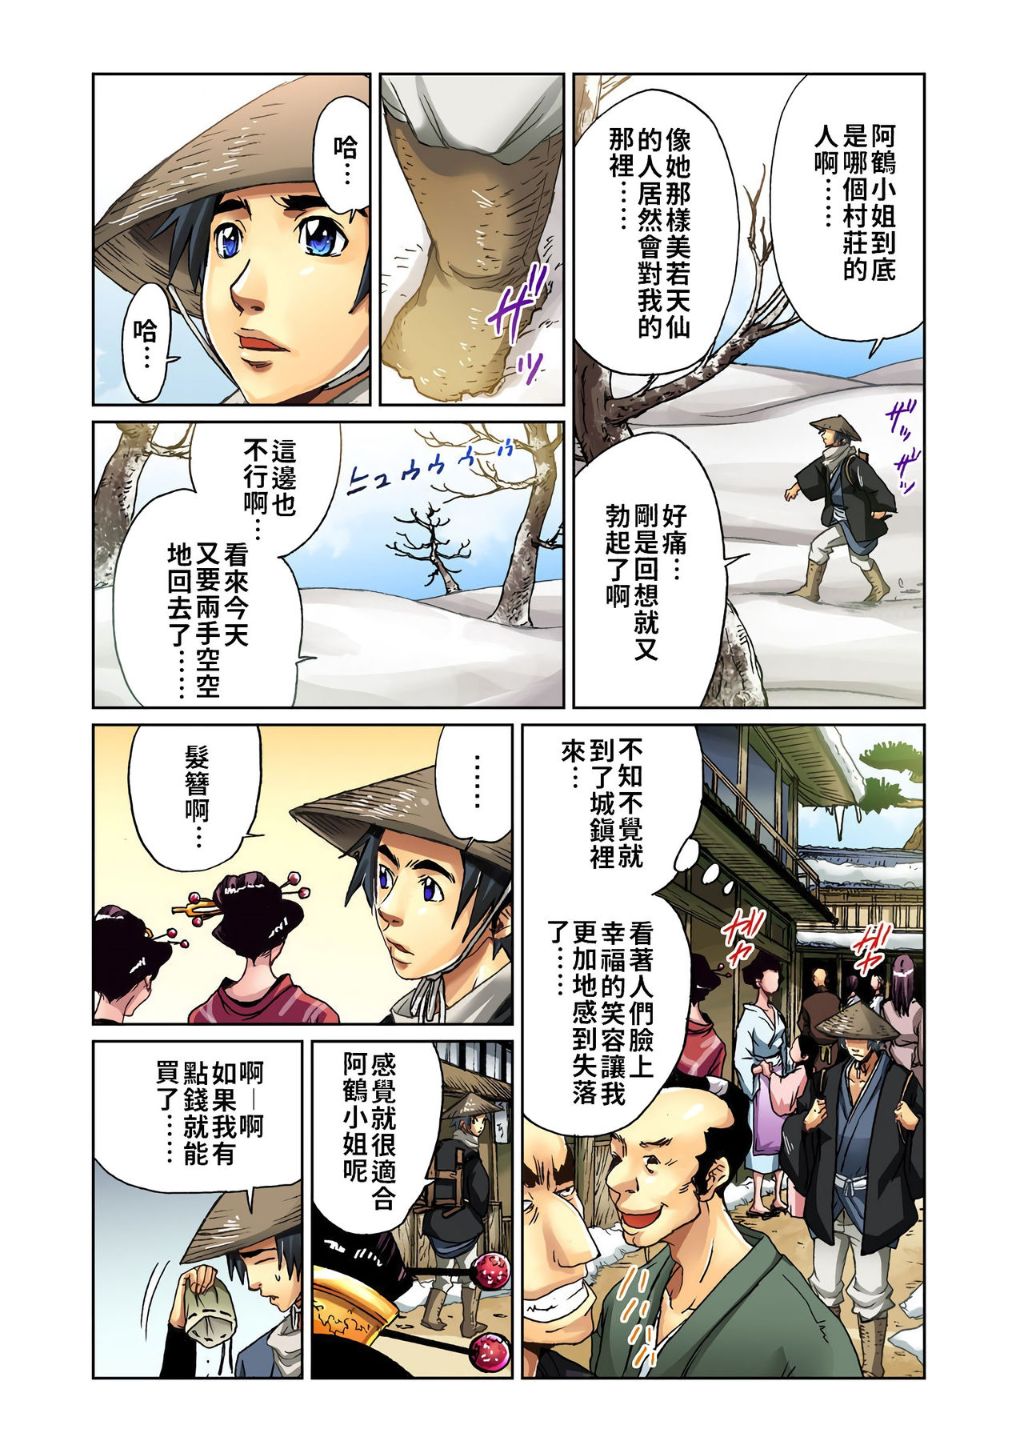 阿鶴小姐到底
是哪個村莊的
人啊……
像她那樣美若天仙
的人居然會對我的
那裡……
ザッ
ザッ
好痛…
剛是回想就又
勃起了啊
ザッ
哈…
哈…
ヒュウウウゥ
這邊也
不行啊…
看來今天
又要兩手空空
地回去了……
不知不覺就
到了城鎮裡
來…
看著人們臉上
幸福的笑容讓我
更加地感到失落
了……
ガヤ
ガヤ
……
髮簪啊…
感覺就很適合
阿鶴小姐呢
啊—啊
如果我有
點錢就能
買了……